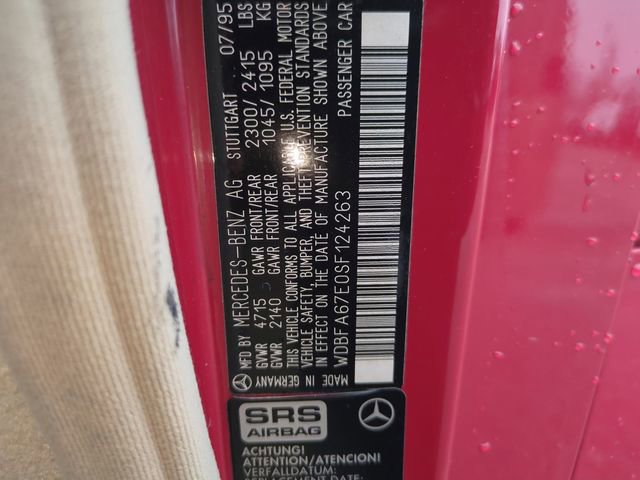 MFD BY MERCEDES-BENZ AG STUTTGART 07/95
GVWR 4715 GAWR FRONT/REAR 2300/2415 LBS
GVWR 2140 GAWR FRONT/REAR 1045/1095 KG
THIS VEHICLE CONFORMS TO ALL APPLICABLE U.S. FEDERAL MOTOR
VEHICLE SAFETY, BUMPER, AND THEFT PREVENTION STANDARDS
IN EFFECT ON THE DATE OF MANUFACTURE SHOWN ABOVE
WDBFA67E0SF124263 PASSENGER CAR
MADE IN GERMANY
SRS
AIRBAG
ACHTUNG!
ATTENTION/ATENCION!
VERFALLDATUM:
REPLACEMENT DATE: